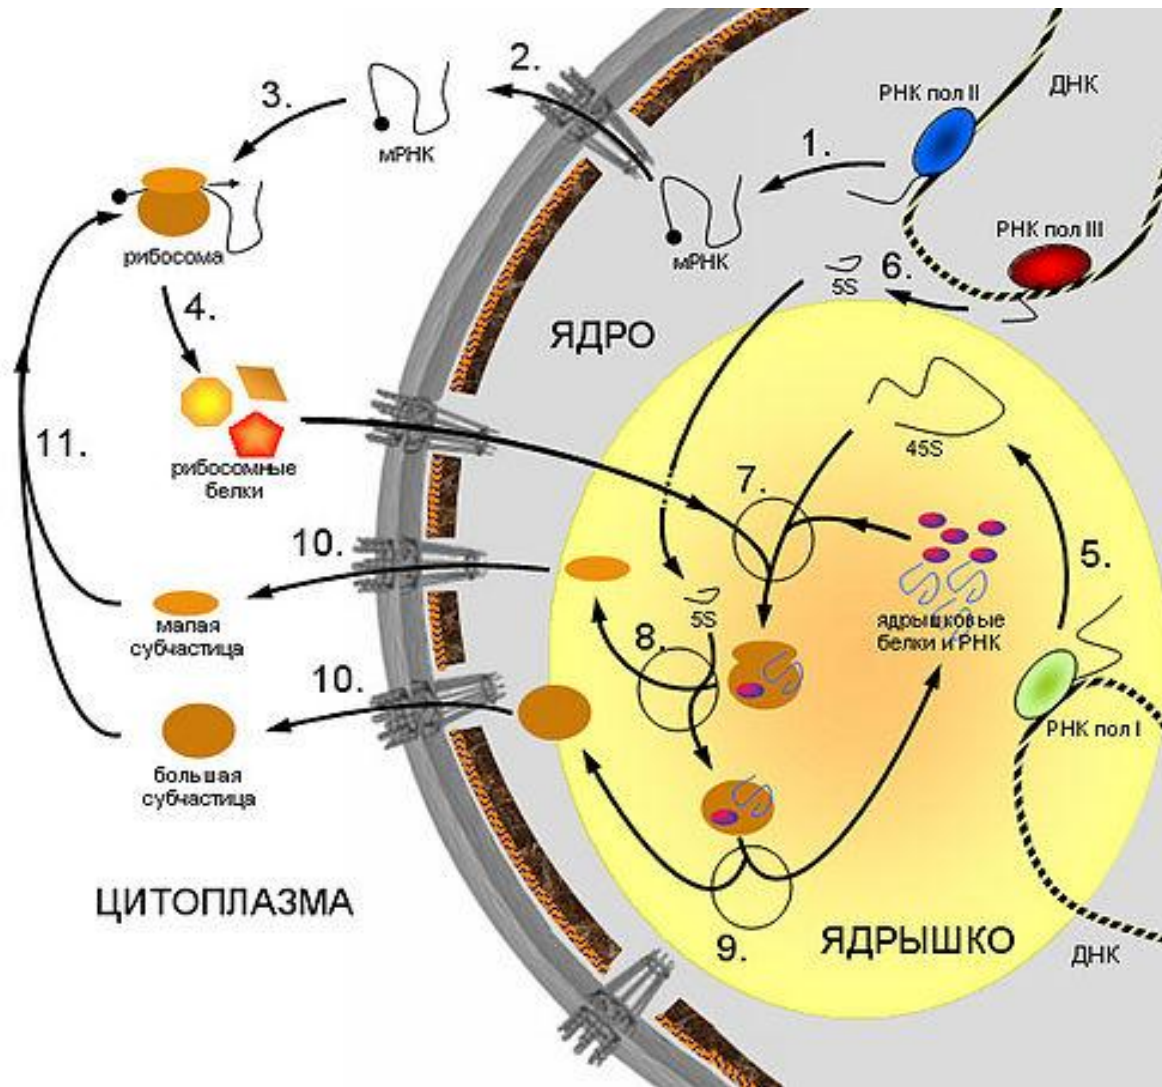 2.
3.
мРНК
РНК пол II
ДНК
1.
мРНК
РНК пол III
рибосома
6.
5S
4.
ЯДРО
45S
11.
рибосомные
белки
7.
5.
10.
5S
ядрышковые
белки и РНК
8.
малая
субчастица
10.
РНК пол I
большая
субчастица
ЦИТОПЛАЗМА
9.
ЯДРЫШКО
ДНК